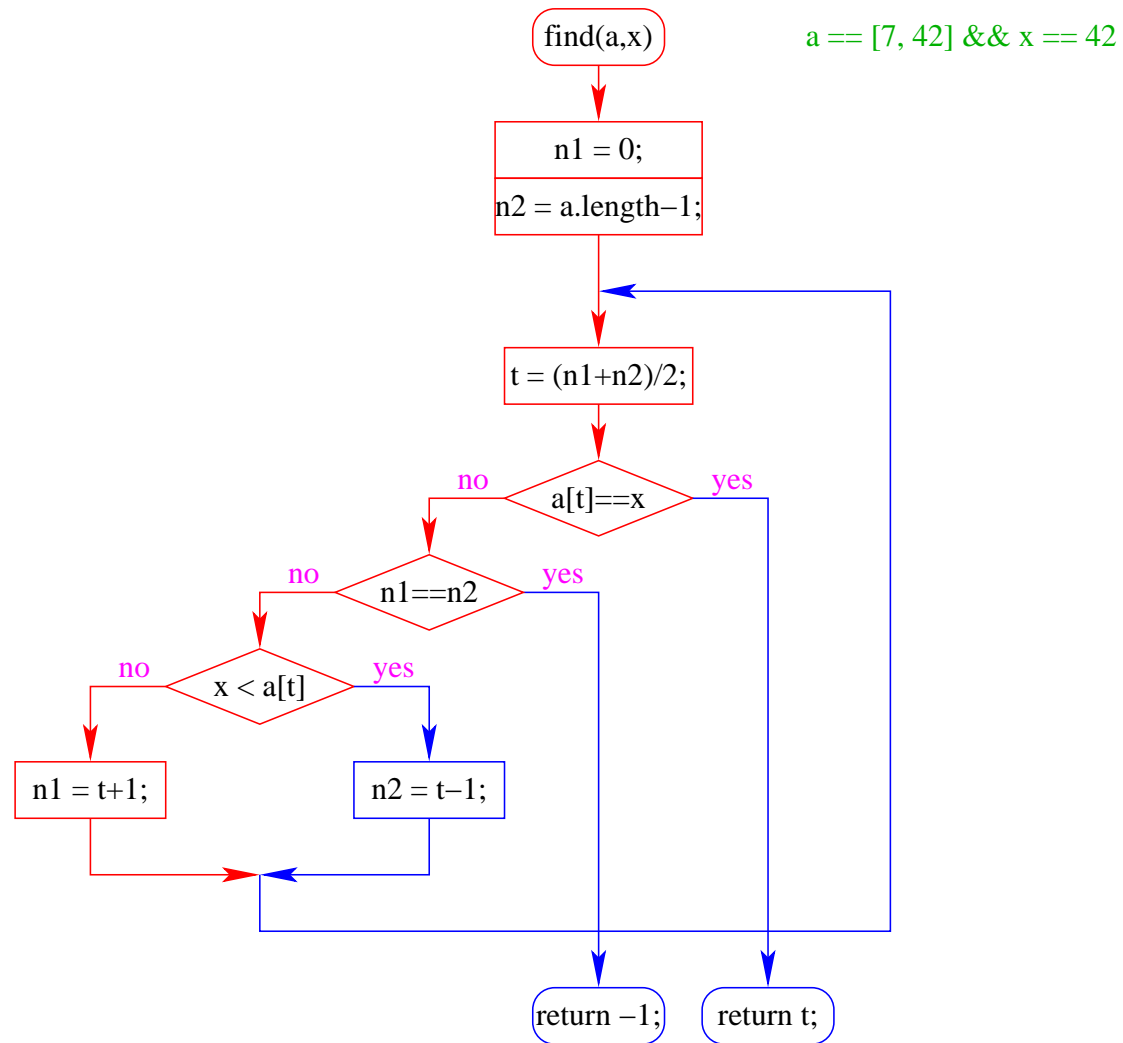 find(a,x)
a == [7, 42] && x == 42
n1 = 0;
n2 = a.length−1;
t = (n1+n2)/2;
no
yes
a[t]==x
no
yes
n1==n2
no
yes
x < a[t]
n1 = t+1;
n2 = t−1;
return −1;
return t;